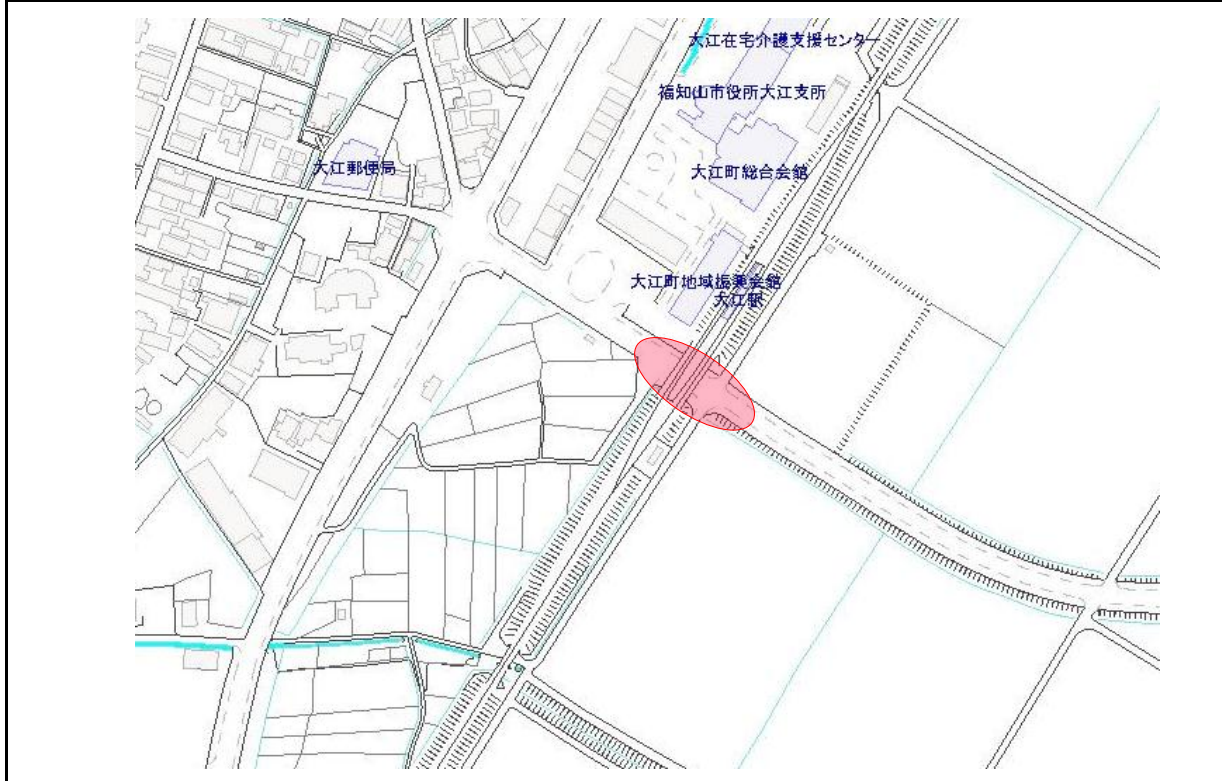 大江在宅介護支援センター
福知山市役所大江支所
大江郵便局
大江町総合会館
大江町地域振興会館
大江駅